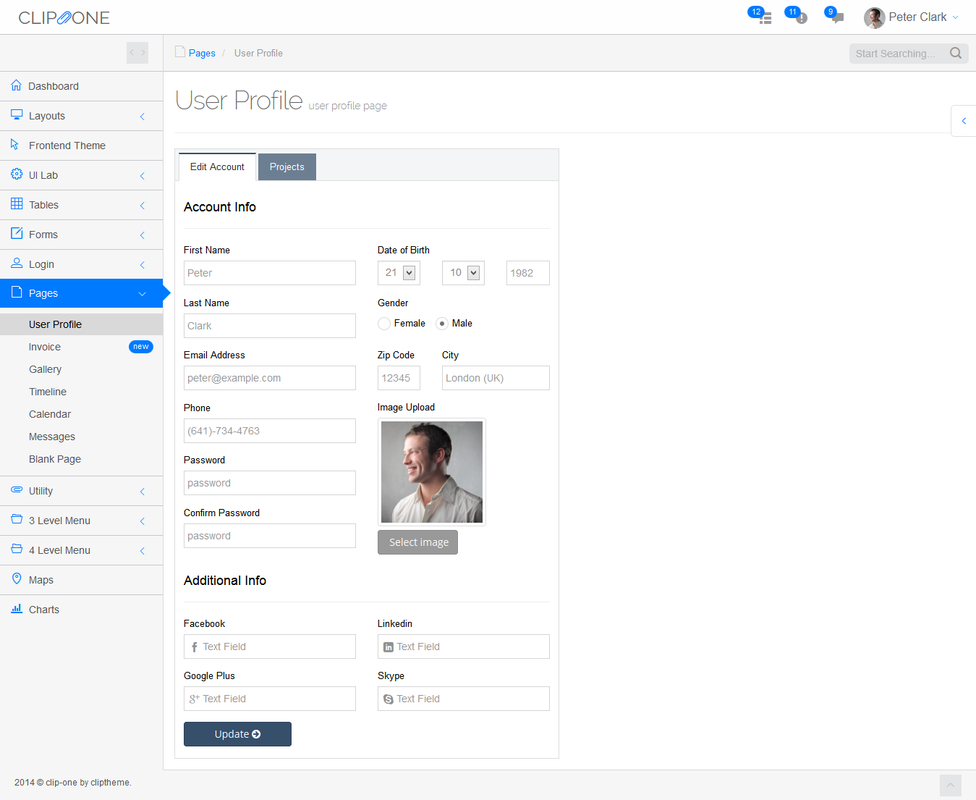 CLIP ONE
12
11
9
Peter Clark
Pages / User Profile
Start Searching...
Dashboard
Layouts
Frontend Theme
UI Lab
Tables
Forms
Login
Pages
User Profile
Invoice new
Gallery
Timeline
Calendar
Messages
Blank Page
Utility
3 Level Menu
4 Level Menu
Maps
Charts
User Profile user profile page
Edit Account Projects
Account Info
First Name
Peter
Last Name
Clark
Email Address
peter@example.com
Phone
(641)-734-4763
Password
password
Confirm Password
password
Date of Birth
21 10 1982
Gender
Female Male
Zip Code City
12345 London (UK)
Image Upload
Select image
Additional Info
Facebook Linkedin
Text Field Text Field
Google Plus Skype
Text Field Text Field
Update
2014 © clip-one by cliptheme.